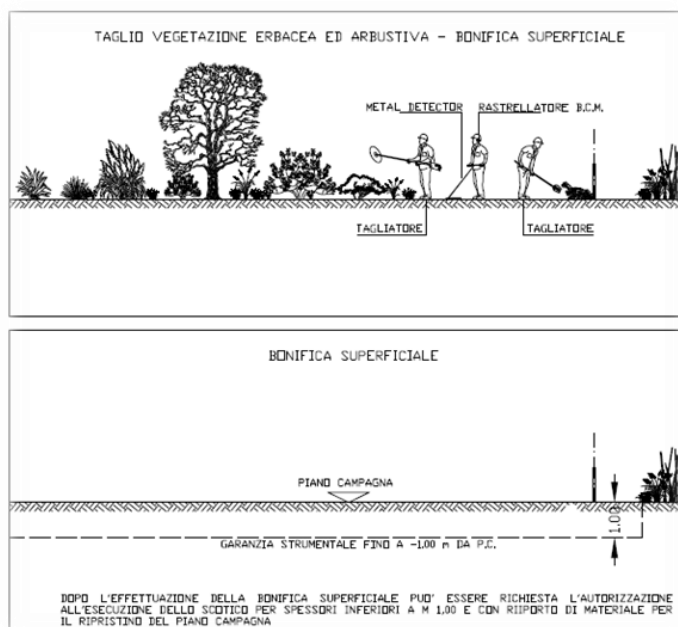 TAGLIO VEGETAZIONE ERBACEA ED ARBUSTIVA - BONIFICA SUPERFICIALE
METAL DETECTOR RASTRELLATORE B.C.M.
TAGLIATORE TAGLIATORE
BONIFICA SUPERFICIALE
PIANO CAMPAGNA
1.00
GARANZIA STRUMENTALE FINO A -1.00 m DA P.C.
DOPO L'EFFETTUAZIONE DELLA BONIFICA SUPERFICIALE PUO' ESSERE RICHIESTA L'AUTORIZZAZIONE
ALL'ESECUZIONE DELLO SCOTICO PER SPESSORI INFERIORI A M 1,00 E CON RIIPORTO DI MATERIALE PER
IL RIPRISTINO DEL PIANO CAMPAGNA